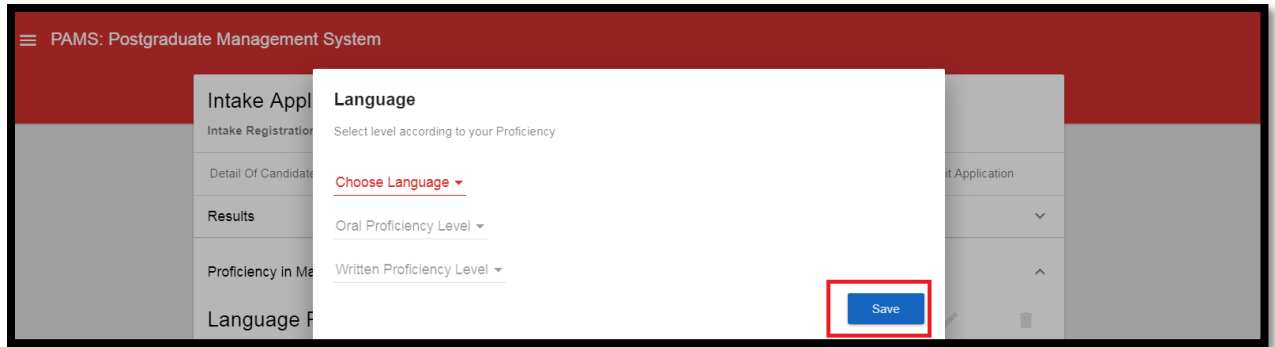 PAMS: Postgraduate Management System
Intake Appl
Intake Registration
Detail Of Candidate
it Application
Results
Proficiency in Ma
Language
Language
Select level according to your Proficiency
Choose Language
Oral Proficiency Level
Written Proficiency Level
Save